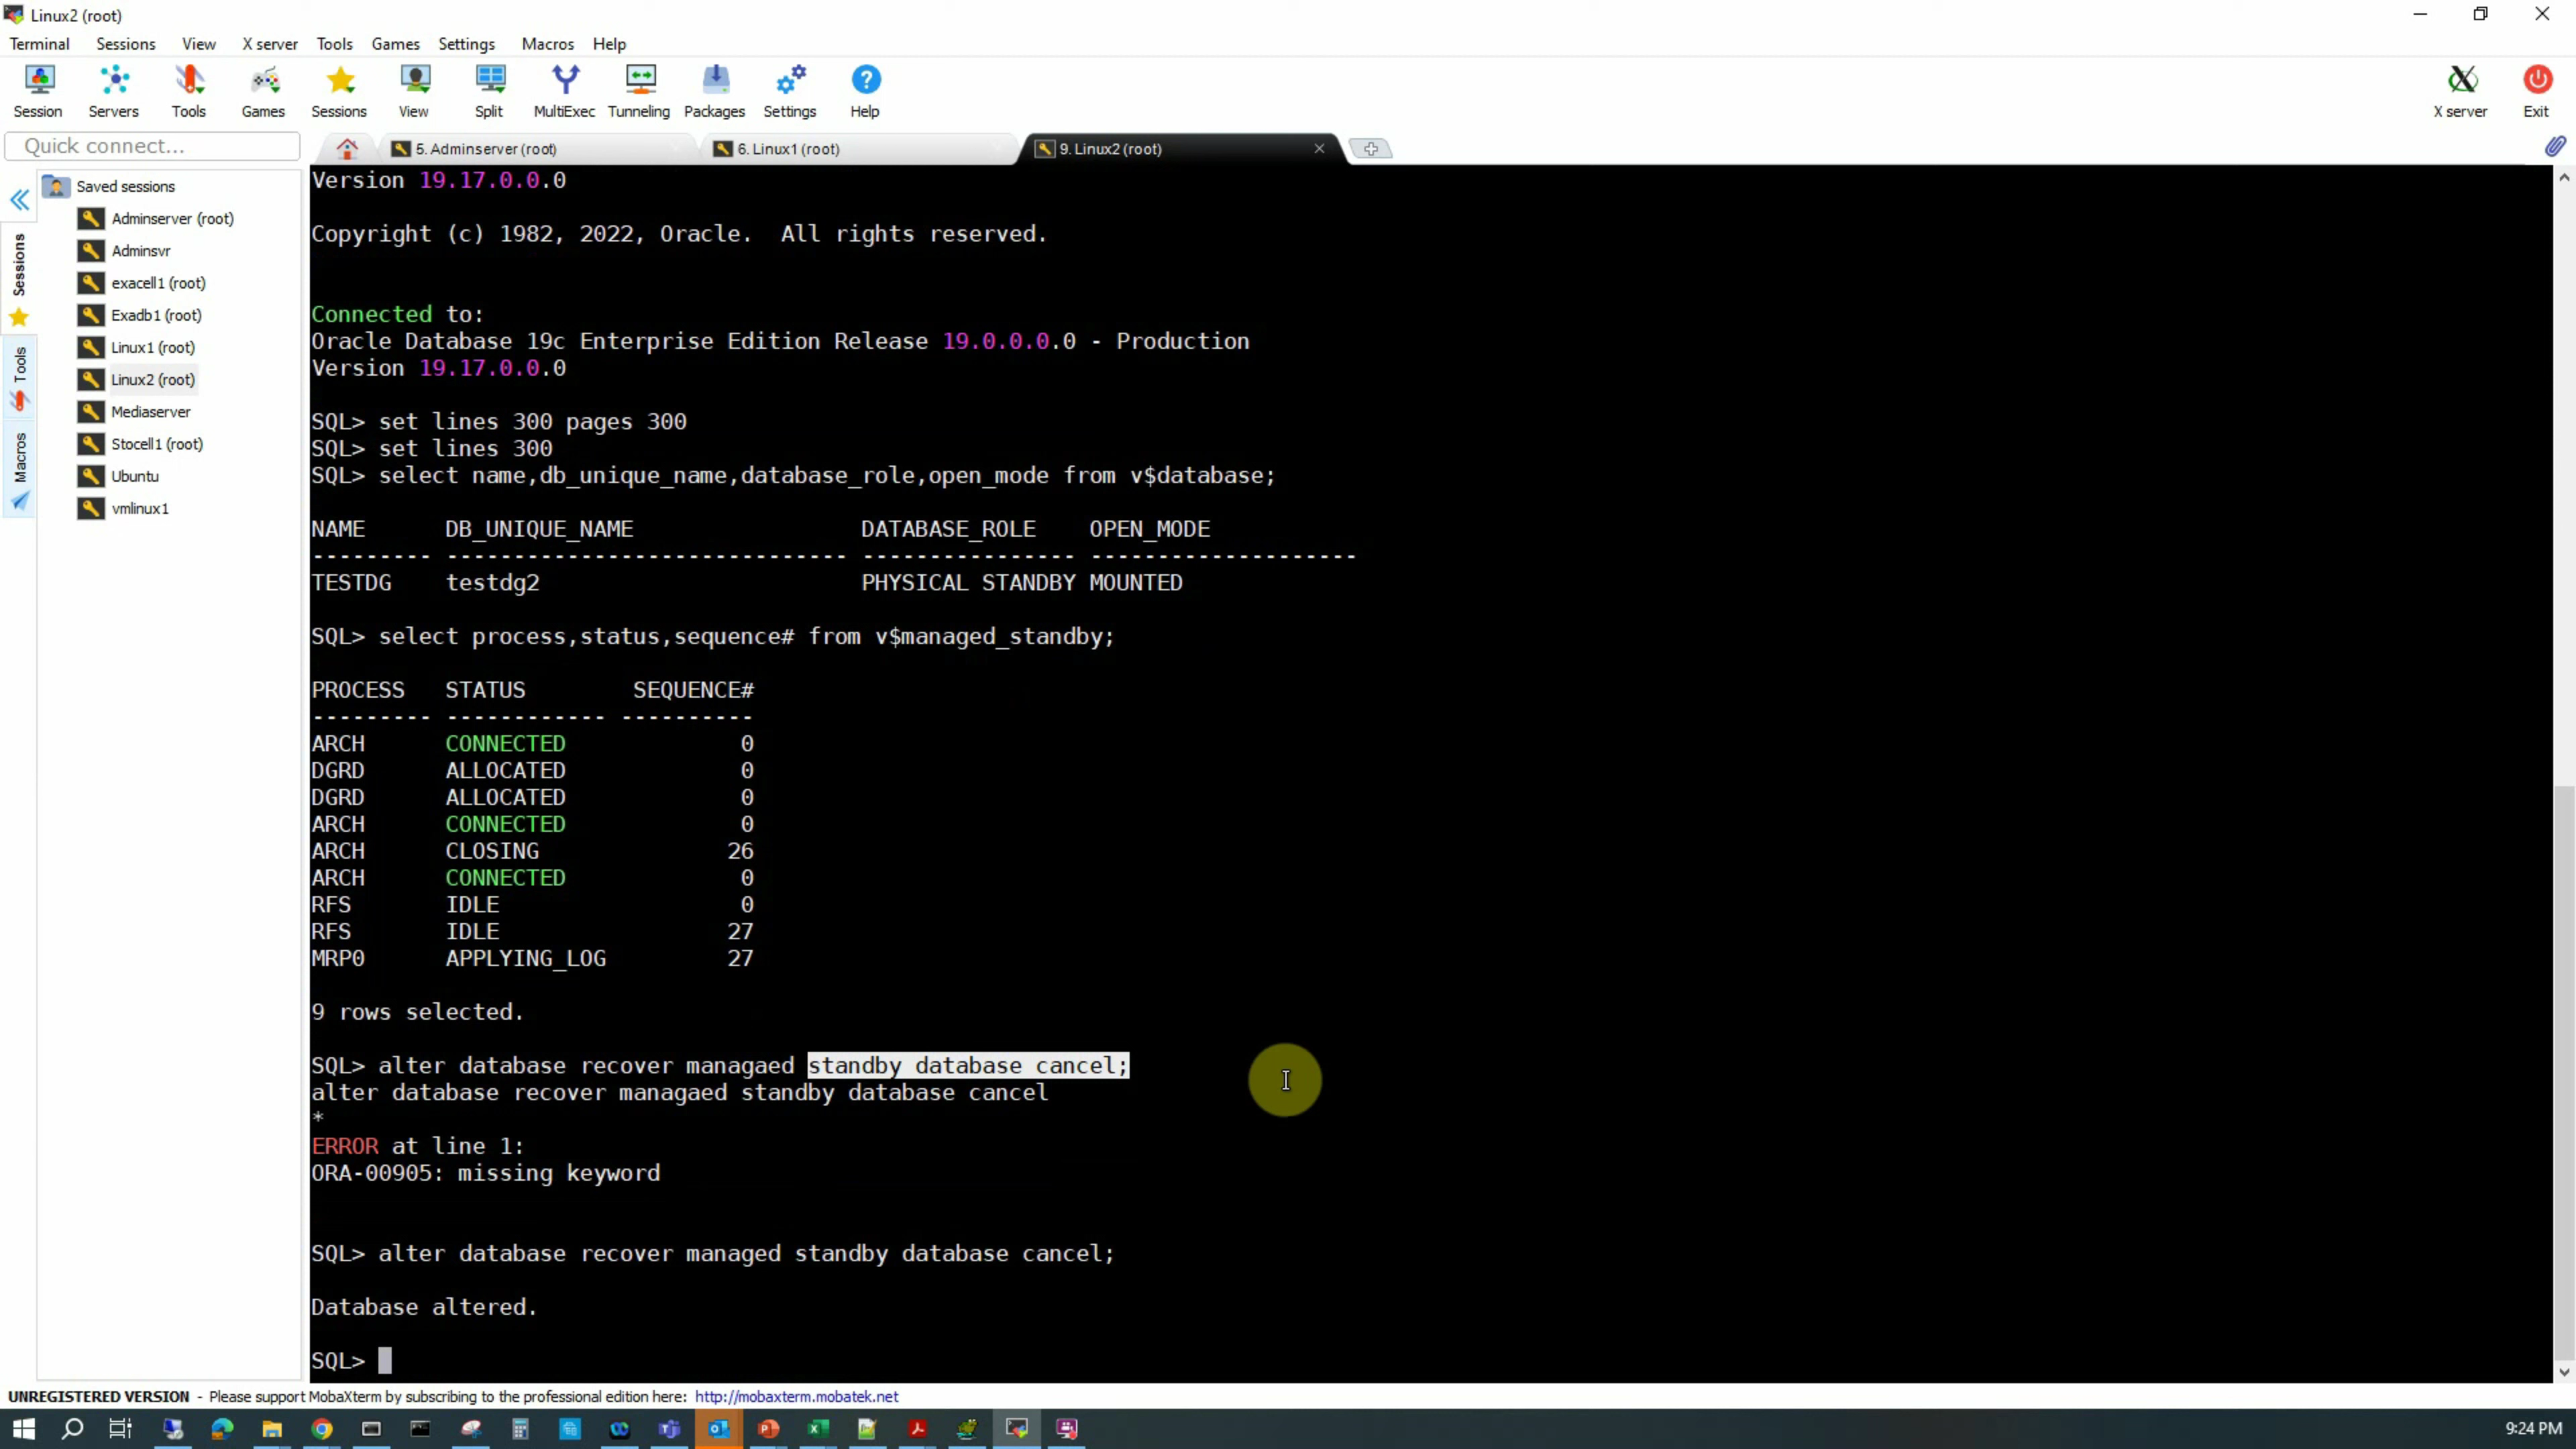 Linux2 (root)
Terminal Sessions View X server Tools Games Settings Macros Help
Session Servers Tools Games Sessions View Split MultiExec Tunneling Packages Settings Help X server Exit
Quick connect...
5. Adminserver (root) 6. Linux1 (root) 9. Linux2 (root)
Sessions
Tools
Macros
Saved sessions
Adminserver (root)
Adminsvr
exacell1 (root)
Exadb1 (root)
Linux1 (root)
Linux2 (root)
Mediaserver
Stocell1 (root)
Ubuntu
vmlinux1
Version 19.17.0.0.0
Copyright (c) 1982, 2022, Oracle.  All rights reserved.
Connected to:
Oracle Database 19c Enterprise Edition Release 19.0.0.0.0 - Production
Version 19.17.0.0.0
SQL> set lines 300 pages 300
SQL> set lines 300
SQL> select name,db_unique_name,database_role,open_mode from v$database;
NAME      DB_UNIQUE_NAME                 DATABASE_ROLE    OPEN_MODE
--------- ------------------------------ ---------------- --------------------
TESTDG    testdg2                        PHYSICAL STANDBY MOUNTED
SQL> select process,status,sequence# from v$managed_standby;
PROCESS   STATUS        SEQUENCE#
--------- ------------ ----------
ARCH      CONNECTED             0
DGRD      ALLOCATED             0
DGRD      ALLOCATED             0
ARCH      CONNECTED             0
ARCH      CLOSING              26
ARCH      CONNECTED             0
RFS       IDLE                  0
RFS       IDLE                 27
MRP0      APPLYING_LOG         27
9 rows selected.
SQL> alter database recover managaed standby database cancel;
alter database recover managaed standby database cancel
*
ERROR at line 1:
ORA-00905: missing keyword
SQL> alter database recover managed standby database cancel;
Database altered.
SQL>
UNREGISTERED VERSION - Please support MobaXterm by subscribing to the professional edition here: http://mobaxterm.mobatek.net
9:24 PM